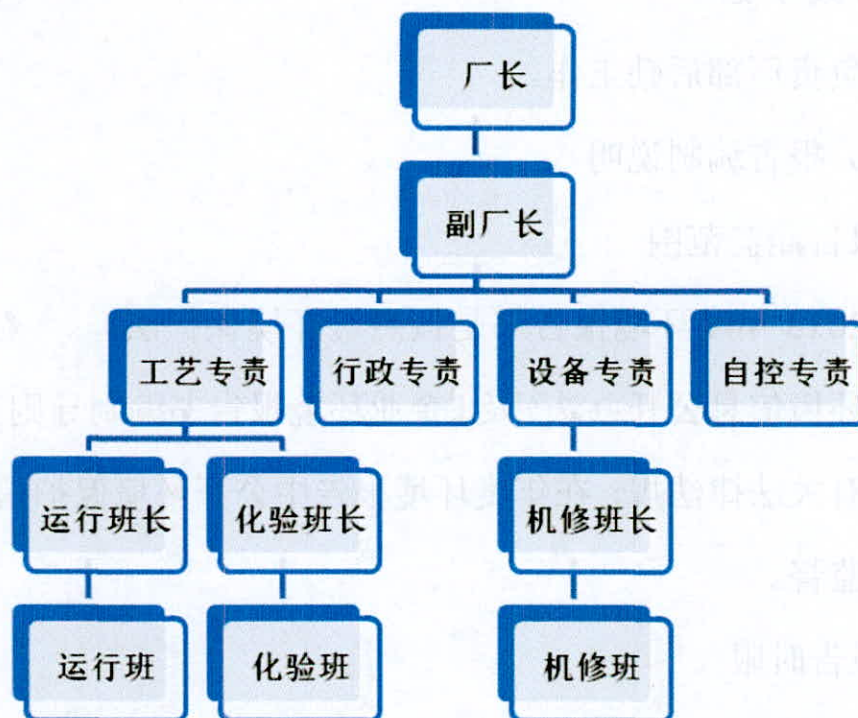 厂长
副厂长
工艺专责 行政专责 设备专责 自控专责
运行班长 化验班长 机修班长
运行班 化验班 机修班